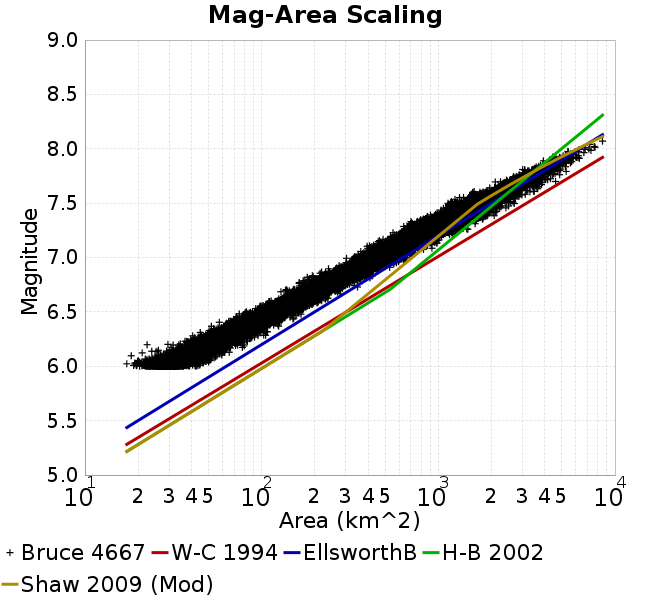 Mag-Area Scaling
Magnitude
9.0
8.5
8.0
7.5
7.0
6.5
6.0
5.5
5.0
10^1 2 3 4 5 10^2 2 3 4 5 10^3 2 3 4 5 10^4
Area (km^2)
Bruce 4667 W-C 1994 EllsworthB H-B 2002
Shaw 2009 (Mod)